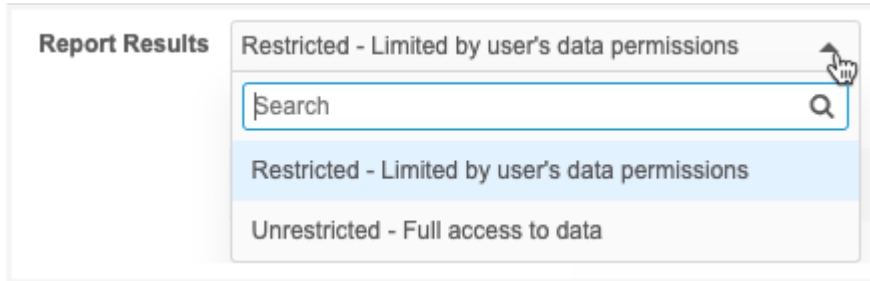 Report Results
Restricted - Limited by user's data permissions
Search
Restricted - Limited by user's data permissions
Unrestricted - Full access to data